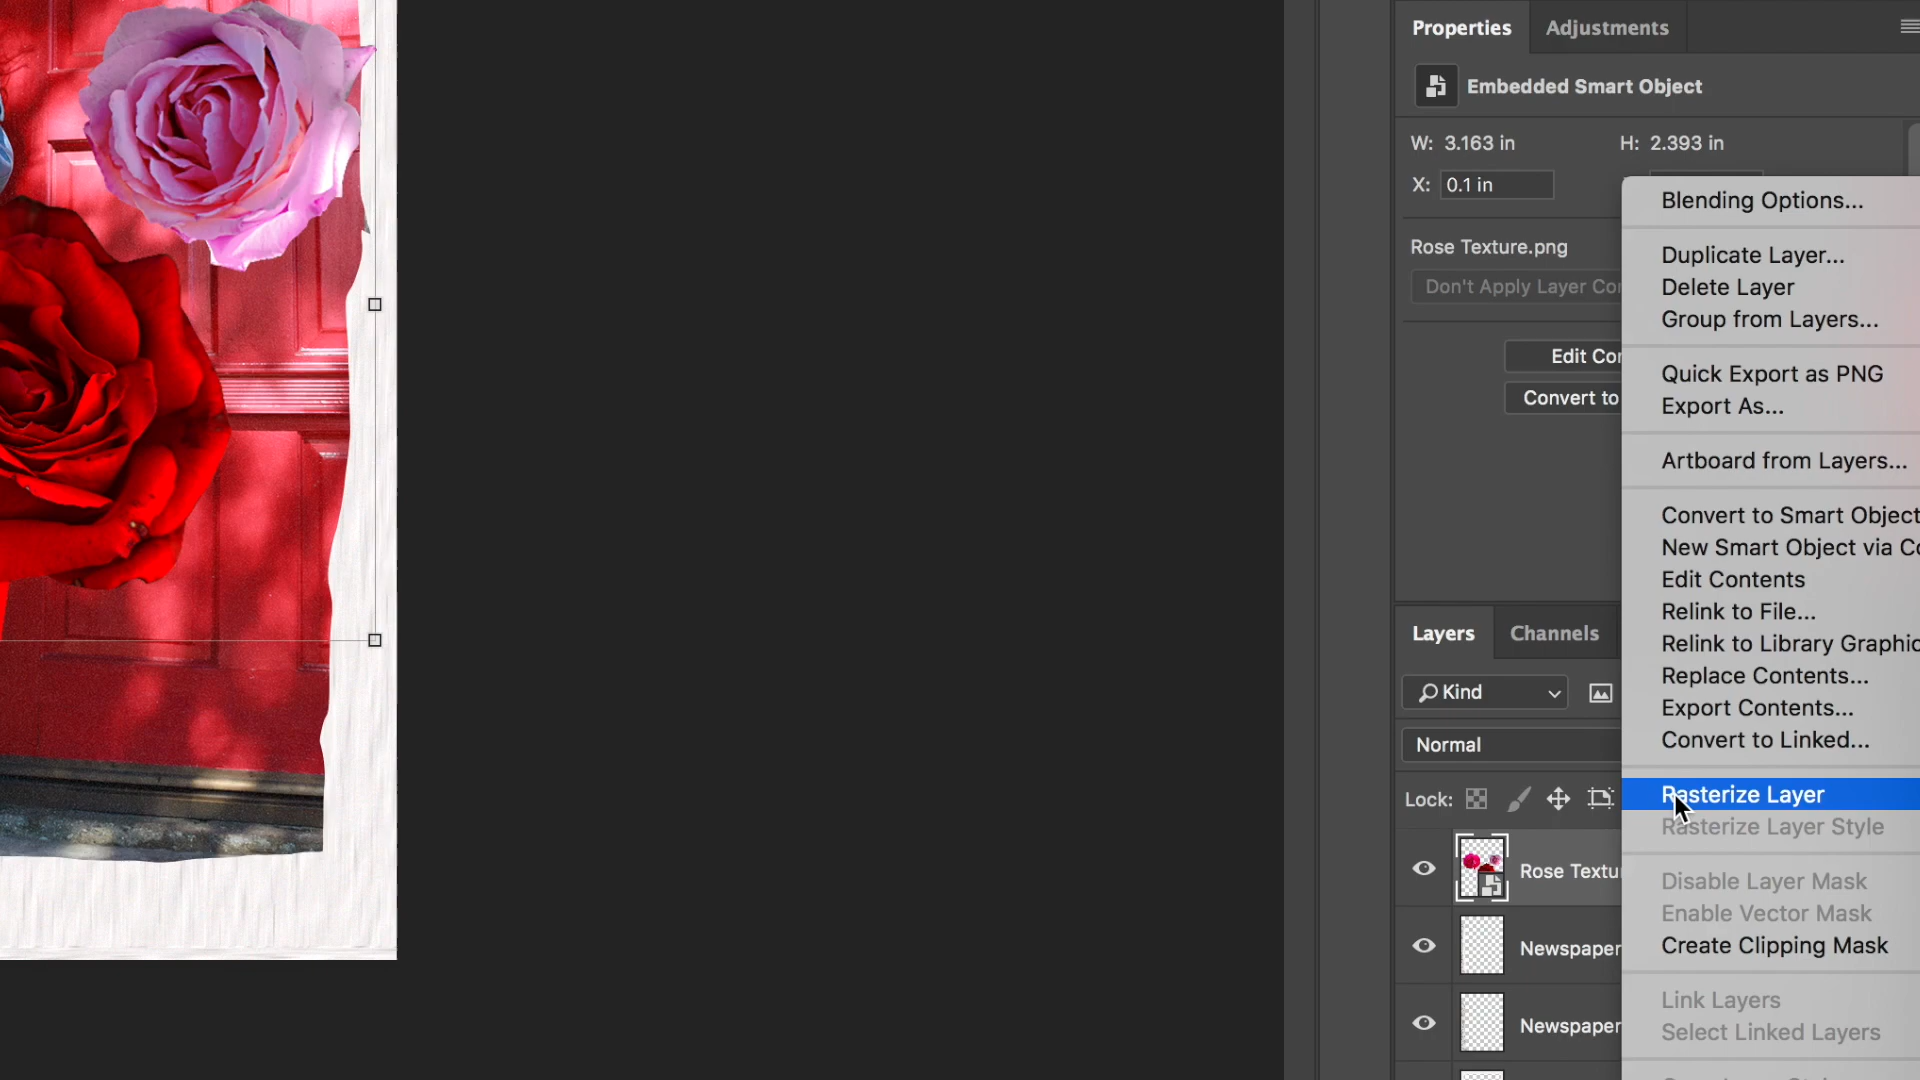 Properties
Adjustments
Embedded Smart Object
W: 3.163 in
H: 2.393 in
X: 0.1 in
Rose Texture.png
Don't Apply Layer
Edit
Convert to
Blending Options...
Duplicate Layer...
Delete Layer
Group from Layers...
Quick Export as PNG
Export As...
Artboard from Layers...
Convert to Smart Object
New Smart Object via
Edit Contents
Relink to File...
Relink to Library Graphic
Replace Contents...
Export Contents...
Convert to Linked...
Rasterize Layer
Rasterize Layer Style
Disable Layer Mask
Enable Vector Mask
Create Clipping Mask
Link Layers
Select Linked Layers
Layers
Channels
Kind
Normal
Lock:
Rose
Newspaper
Newspaper